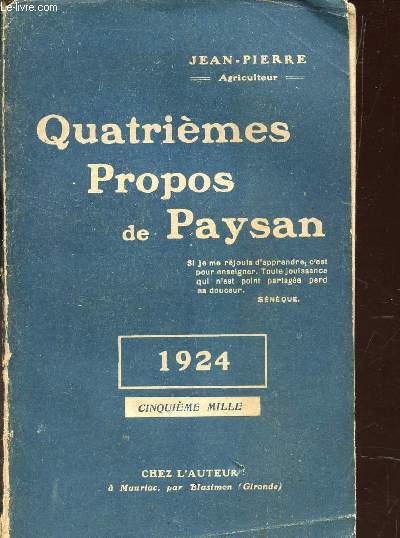 Le-livre.com
JEAN-PIERRE
Agriculteur
Quatrièmes
Propos
de Paysan
Si je me réjouis d'apprendre, c'est
pour enseigner. Toute jouissance
qui n'est point partagée perd
sa douceur.
SÉNÈQUE.
1924
CINQUIÈME MILLE
CHEZ L'AUTEUR
à Mauriac, par Blasimon (Gironde)